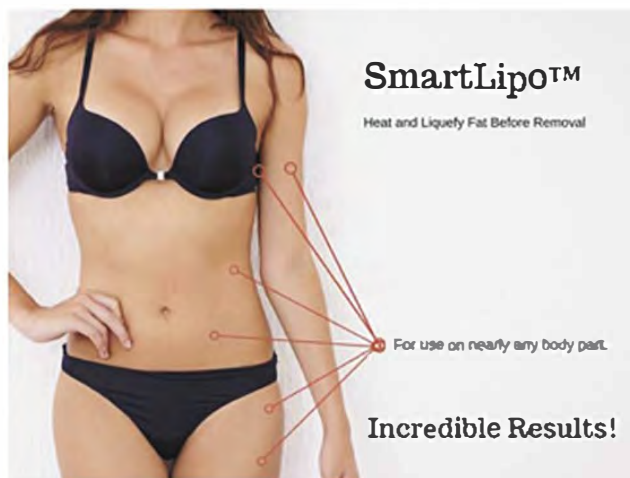 SmartLipo™
Heat and Liquefy Fat Before Removal
For use on nearly any body part.
Incredible Results!